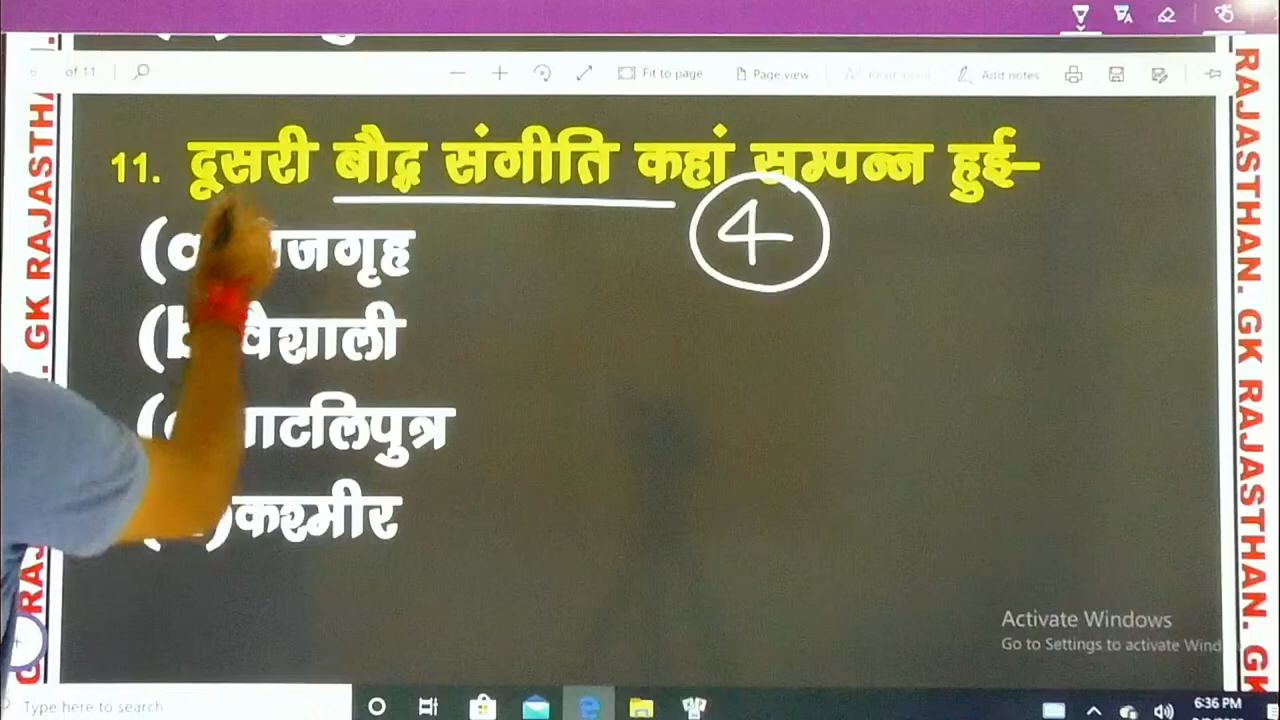 of 11
Fit to page
Page view
Add notes
11. दूसरी बौद्ध संगीति कहां सम्पन्न हुई–
4
जगृह
वैशाली
पाटलिपुत्र
कश्मीर
GK RAJASTHA
RAJASTHAN. GK RAJASTHAN. GK
Activate Windows
Go to Settings to activate Wind
Type here to search
6:36 PM